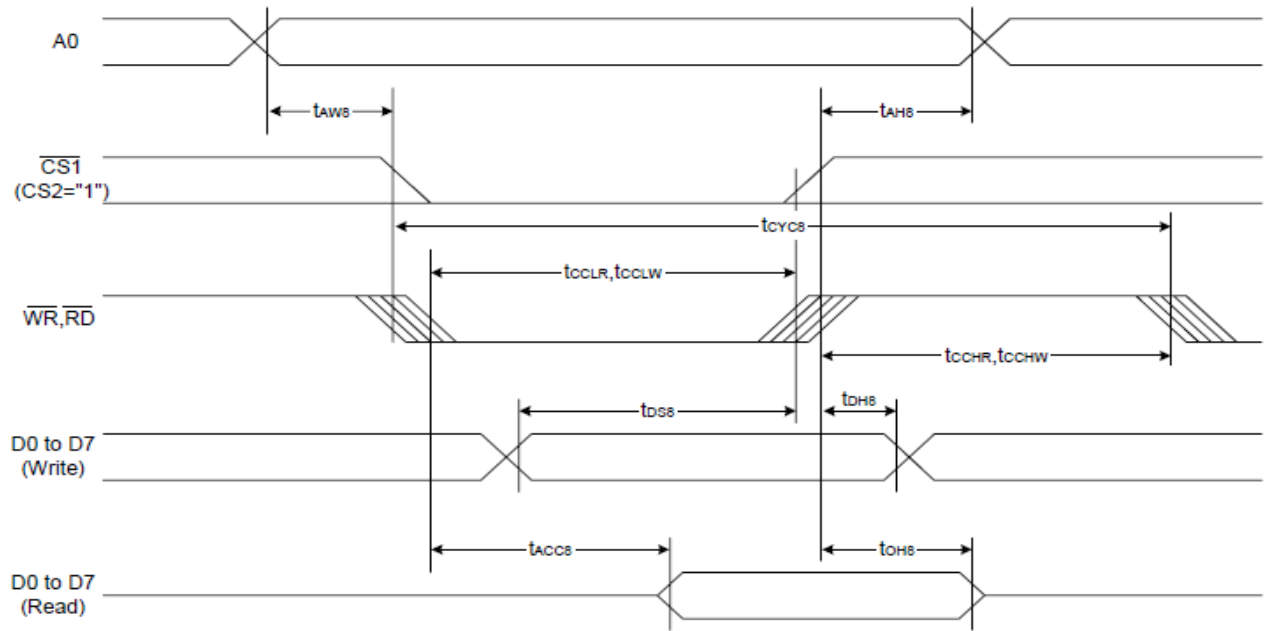 A0
tAW8
tAH8
CS1
(CS2="1")
tCYC8
tCCLR,tCCLW
WR,RD
tCCHR,tCCHW
tDS8
tDH8
D0 to D7
(Write)
tACC8
tOH8
D0 to D7
(Read)